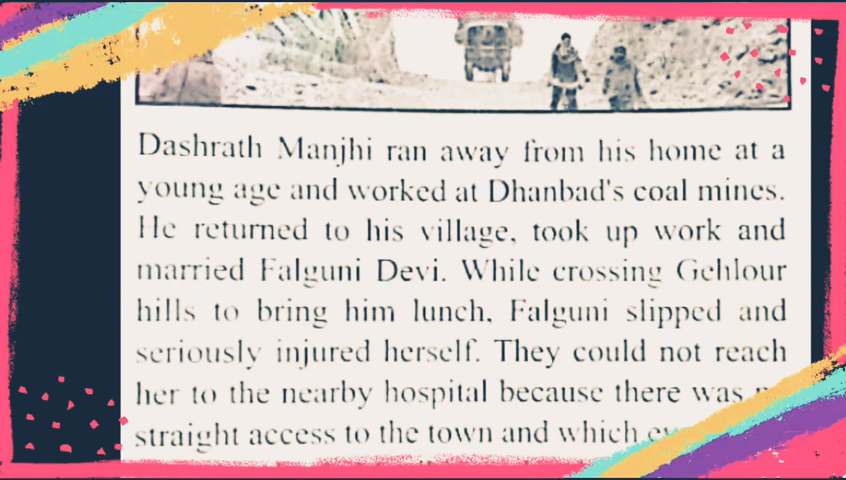 Dashrath Manjhi ran away from his home at a
young age and worked at Dhanbad's coal mines.
He returned to his village, took up work and
married Falguni Devi. While crossing Gehlour
hills to bring him lunch, Falguni slipped and
seriously injured herself. They could not reach
her to the nearby hospital because there was
straight access to the town and which